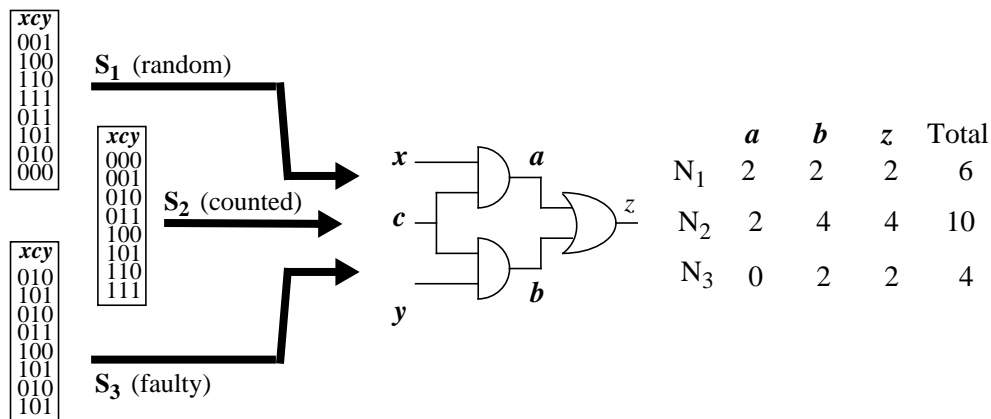 xcy
001
100
110
111
011
101
010
000
S1 (random)
xcy
000
001
010
011
100
101
110
111
S2 (counted)
xcy
010
101
010
011
100
101
010
101
S3 (faulty)
x
c
y
a
b
z
a b z Total
N1 2 2 2 6
N2 2 4 4 10
N3 0 2 2 4